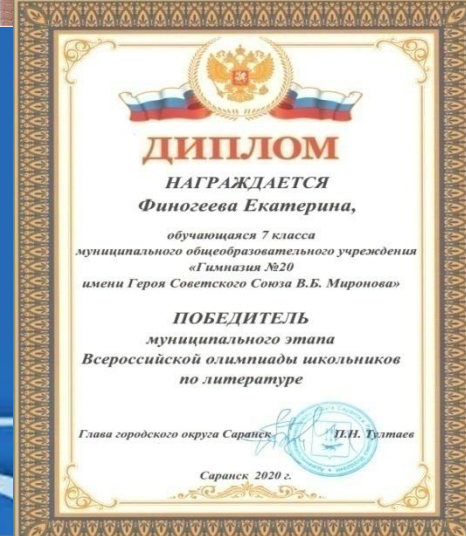 ДИПЛОМ
НАГРАЖДАЕТСЯ
Финогеева Екатерина,
обучающаяся 7 класса
муниципального общеобразовательного учреждения
«Гимназия №20
имени Героя Советского Союза В.Б. Миронова»
ПОБЕДИТЕЛЬ
муниципального этапа
Всероссийской олимпиады школьников
по литературе
Глава городского округа Саранск П.Н. Тултаев
Саранск 2020 г.